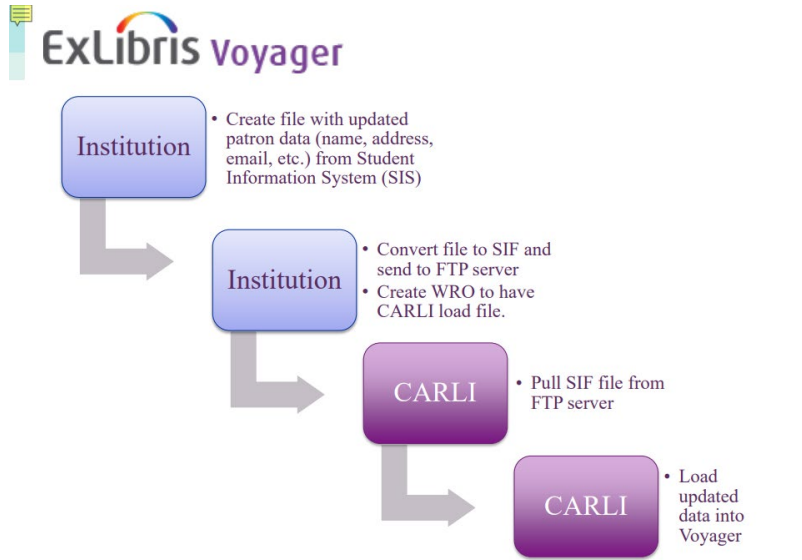 ExLibris Voyager
Institution
• Create file with updated
patron data (name, address,
email, etc.) from Student
Information System (SIS)
Institution
• Convert file to SIF and
send to FTP server
• Create WRO to have
CARLI load file.
CARLI
• Pull SIF file from
FTP server
CARLI
• Load
updated
data into
Voyager